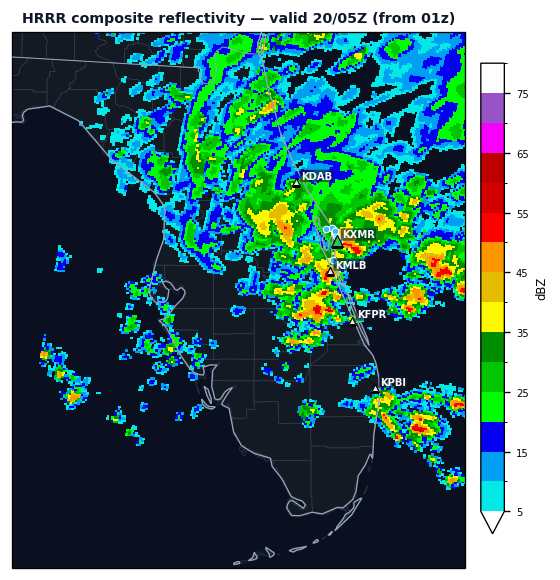 HRRR composite reflectivity — valid 20/05Z (from 01z)
KDAB
KXMR
KMLB
KFPR
KPBI
75
65
55
45
35
25
15
5
dBZ